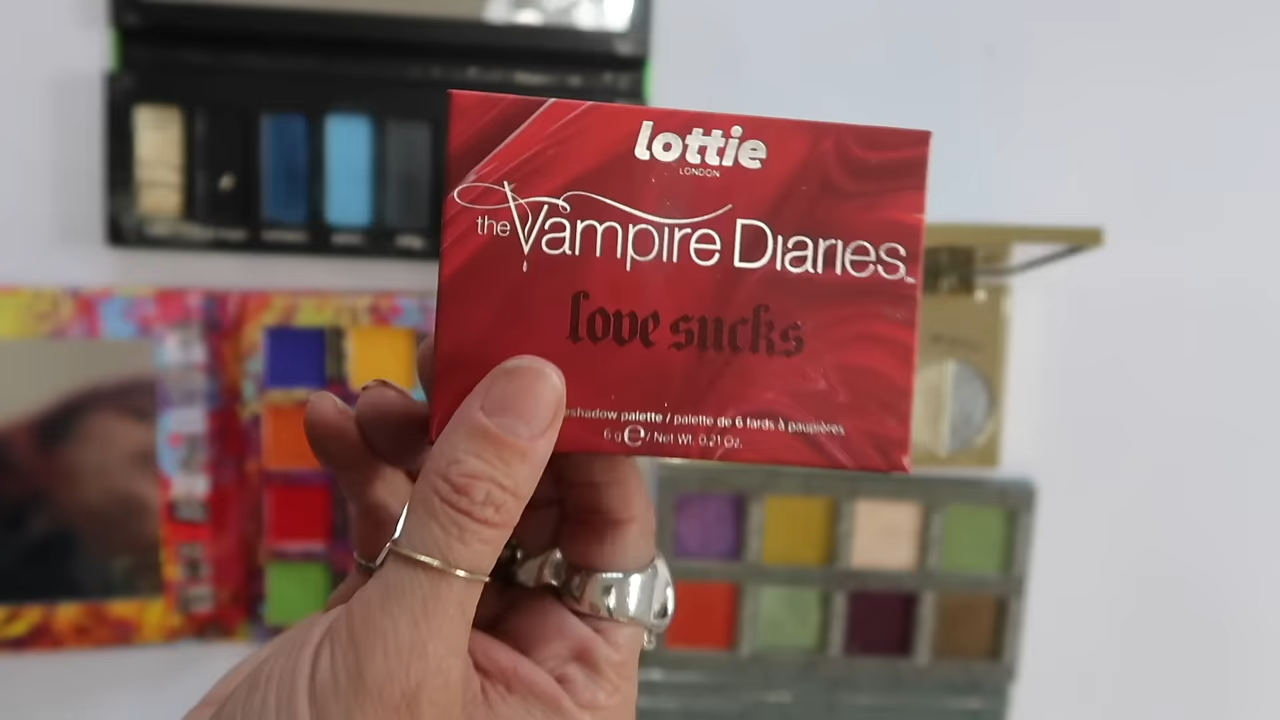 lottie
LONDON
the Vampire Diaries
love sucks
palette / palette de 6 fards à paupières
6 g ℮ / Net Wt. 0.21 Oz.